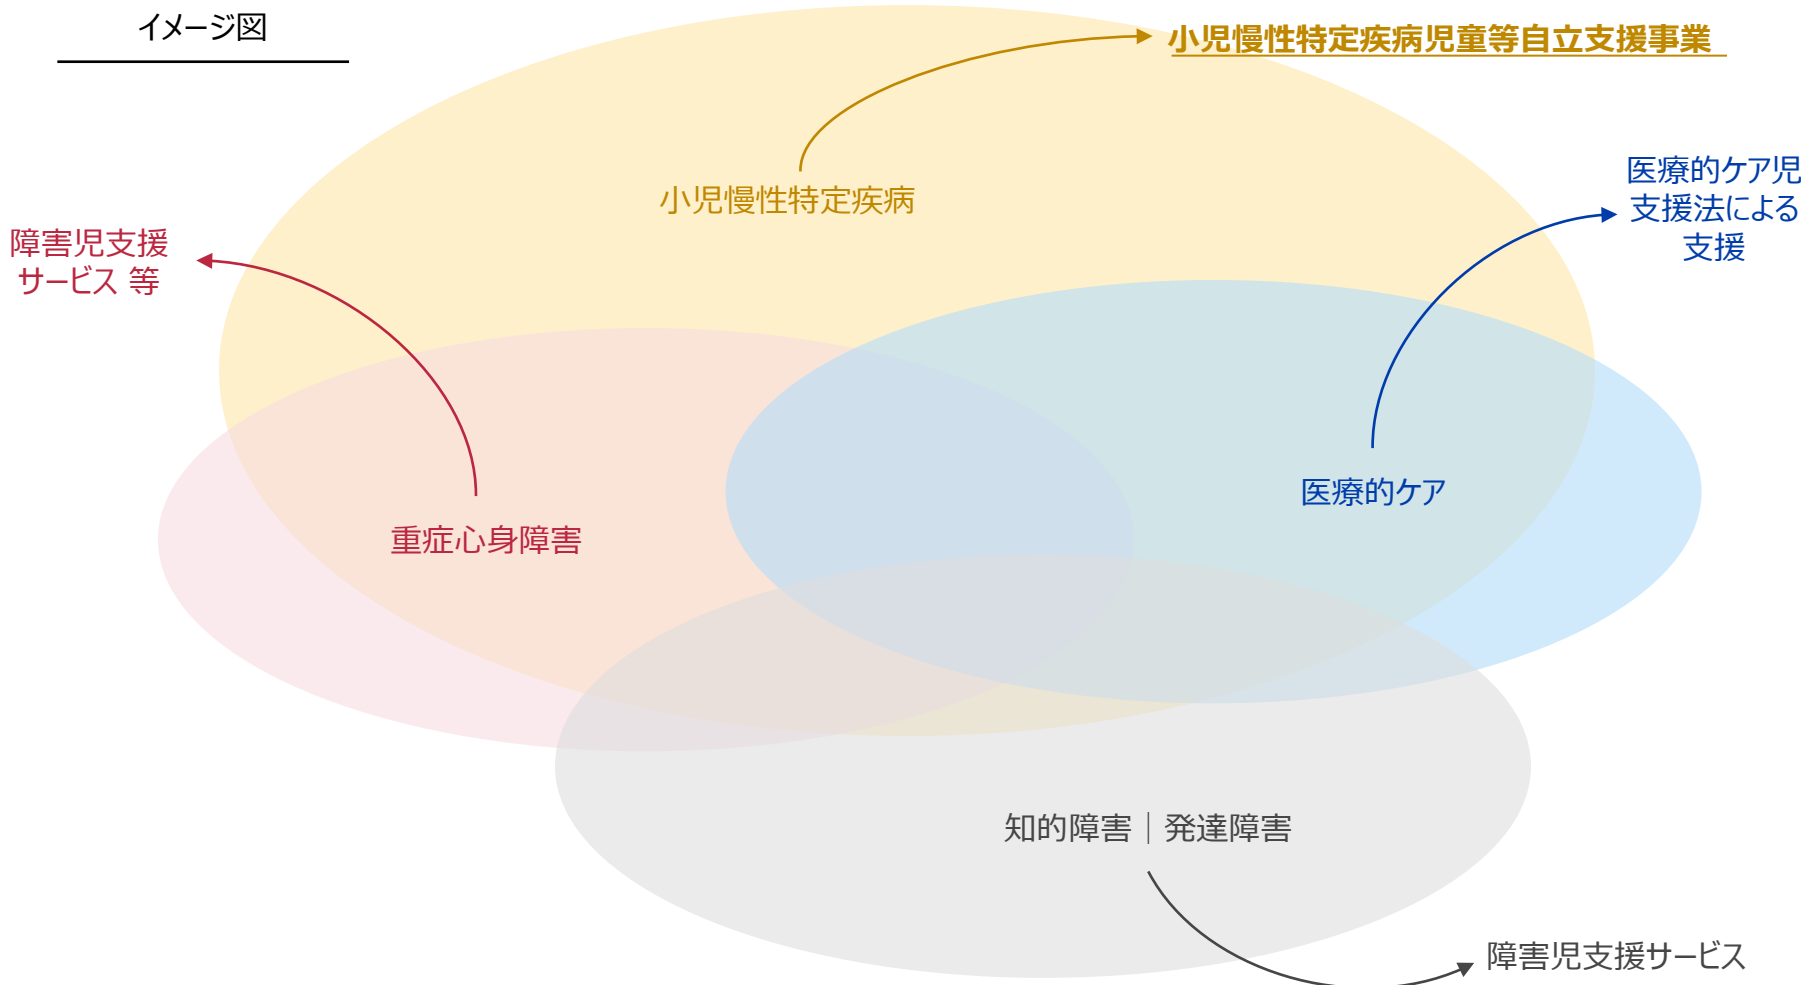 イメージ図
小児慢性特定疾病児童等自立支援事業
医療的ケア児
支援法による
支援
小児慢性特定疾病
障害児支援
サービス 等
医療的ケア
重症心身障害
知的障害｜発達障害
障害児支援サービス